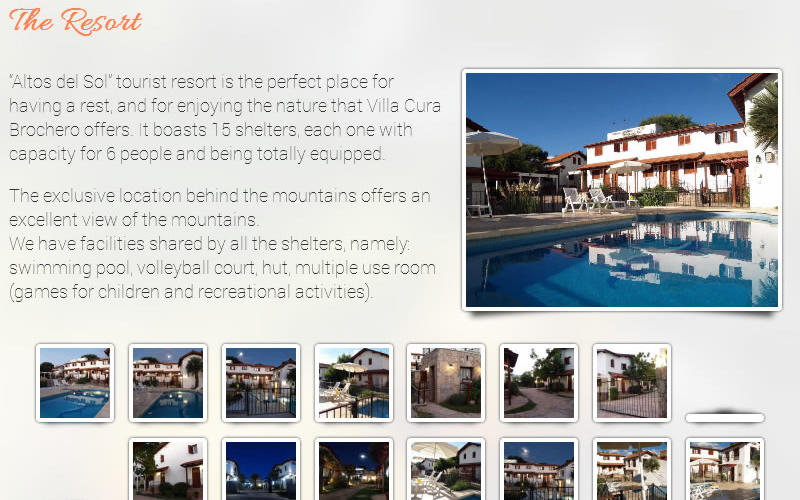 The Resort
“Altos del Sol” tourist resort is the perfect place for
having a rest, and for enjoying the nature that Villa Cura
Brochero offers. It boasts 15 shelters, each one with
capacity for 6 people and being totally equipped.
The exclusive location behind the mountains offers an
excellent view of the mountains.
We have facilities shared by all the shelters, namely:
swimming pool, volleyball court, hut, multiple use room
(games for children and recreational activities).